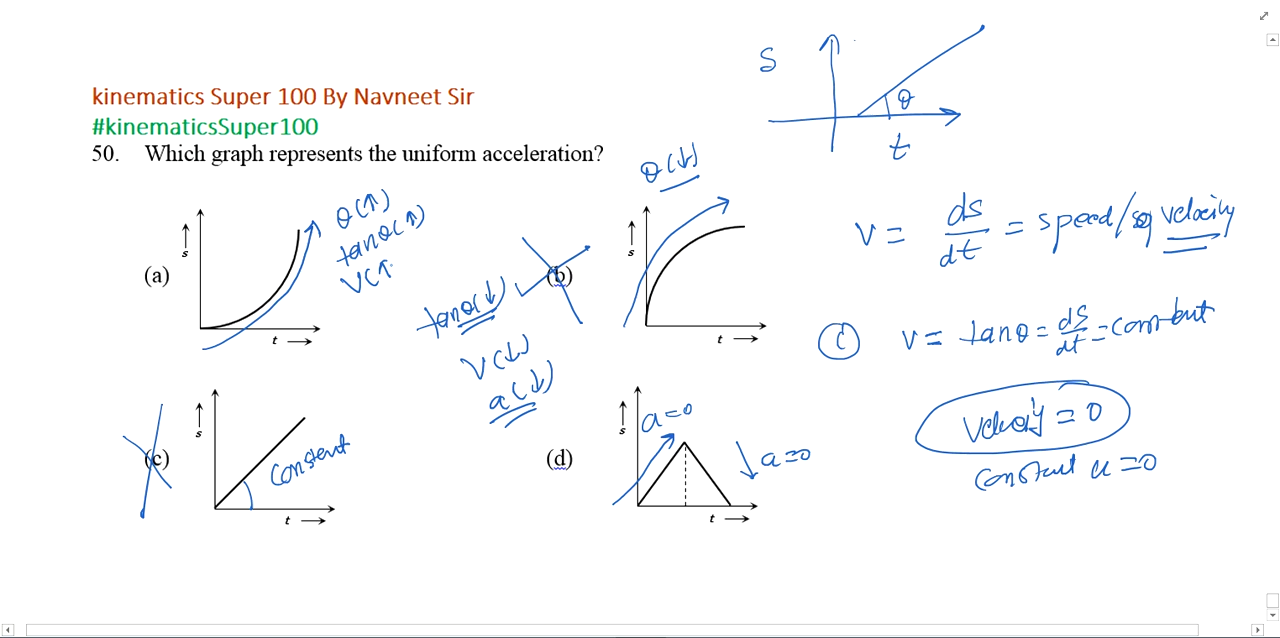 S
kinematics Super 100 By Navneet Sir
#kinematicsSuper100
θ
t
50. Which graph represents the uniform acceleration?
θ(↓)
θ(↑)
tanθ(↑)
V(↑
s
t
(a)
s
t
(b)
tanθ(↓)
V(↓)
a(↓)
V = ds/dt = speed/ velocity
(c) V = tanθ = ds/dt = constant
s
t
(c)
constent
s
t
(d)
a=0
↓a=0
Velocity = 0
Constant a=0